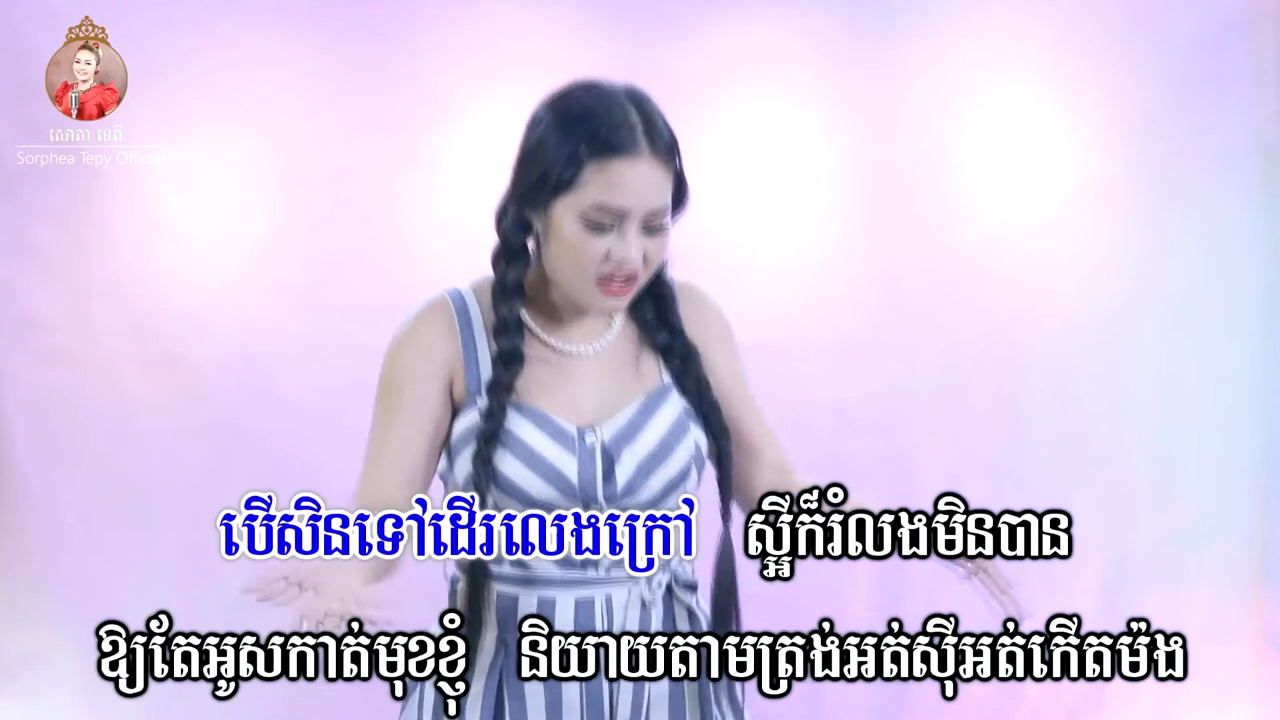 សោភា ទេពី
Sorphea Tepy Official
បើសិនទៅដើរលេងក្រៅ ស្អីក៏រំលងមិនបាន
ឱ្យតែអូសកាត់មុខខ្ញុំ និយាយតាមត្រង់អត់ស៊ីអត់កើតម៉ង